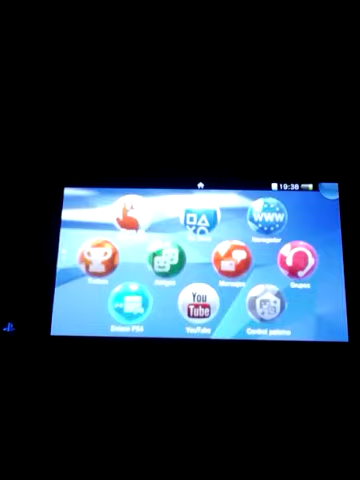 19:38
WWW
Navegador
Trofeos
Amigos
Mensajes
Grupos
Enlace PS4
You
Tube
YouTube
Control paterno